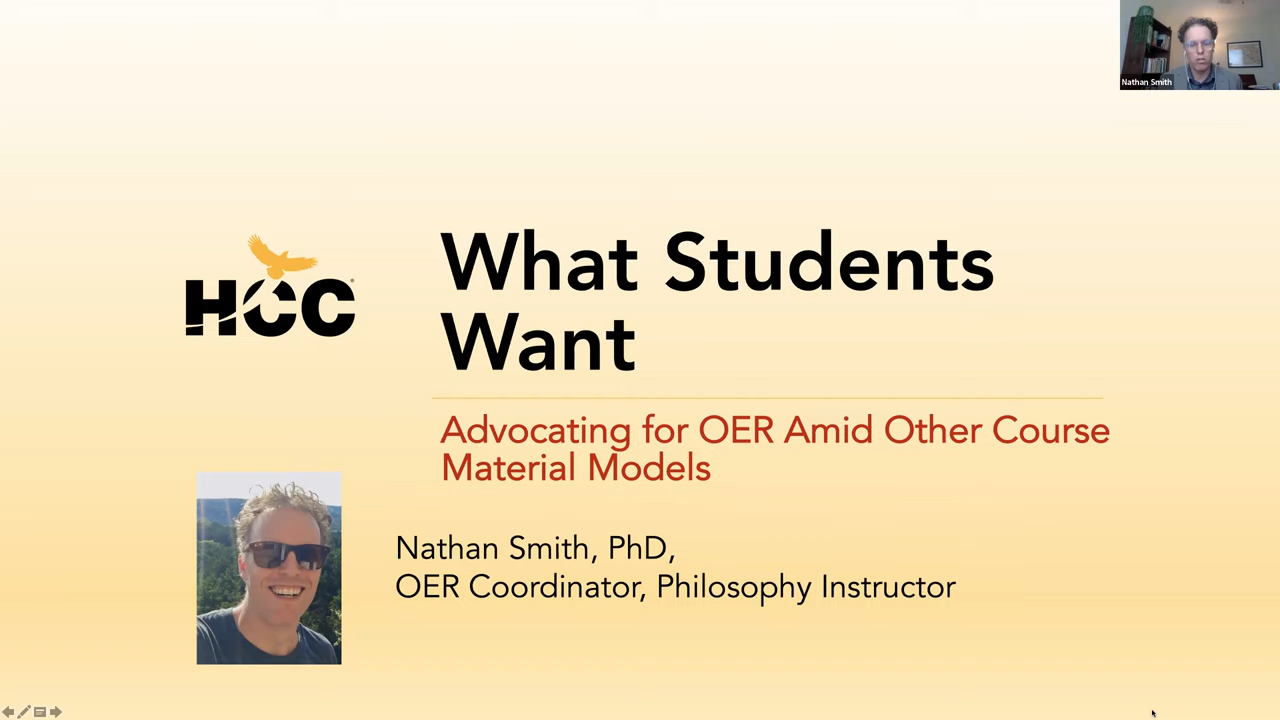 Nathan Smith
HCC
What Students
Want
Advocating for OER Amid Other Course
Material Models
Nathan Smith, PhD,
OER Coordinator, Philosophy Instructor